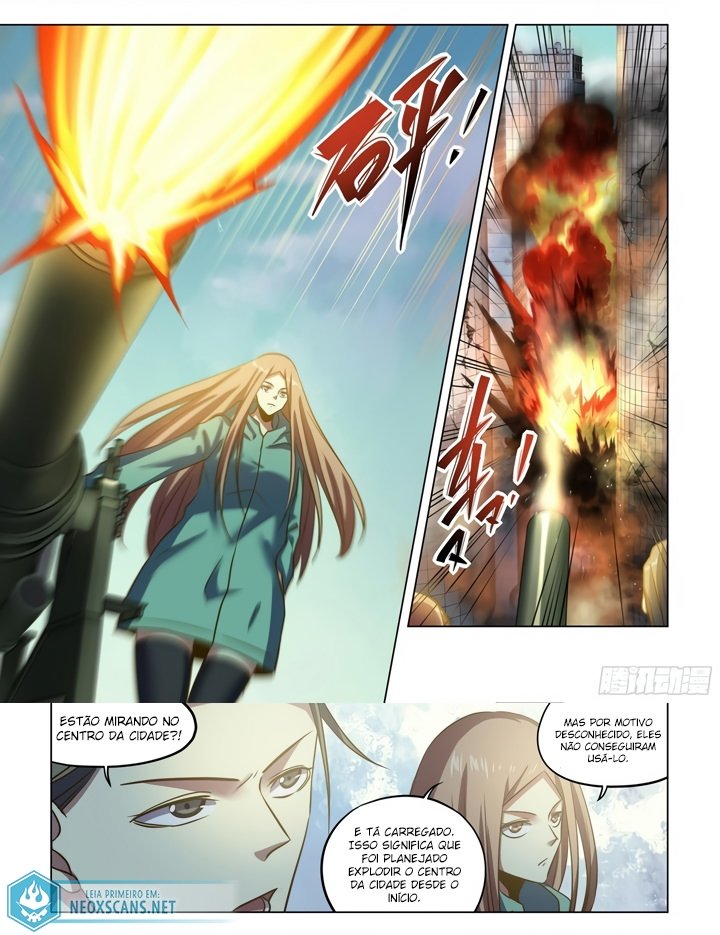 砰!
轰!
腾讯动漫
ESTÃO MIRANDO NO
CENTRO DA CIDADE?!
MAS POR MOTIVO
DESCONHECIDO, ELES
NÃO CONSEGUIRAM
USÁ-LO.
E TÁ CARREGADO.
ISSO SIGNIFICA QUE
FOI PLANEJADO
EXPLODIR O CENTRO
DA CIDADE DESDE O
INÍCIO.
LEIA PRIMEIRO EM:
NEOXSCANS.NET